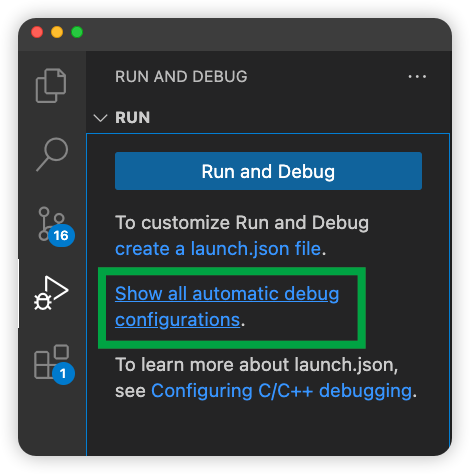 RUN AND DEBUG
RUN
Run and Debug
To customize Run and Debug
create a launch.json file.
16
Show all automatic debug
configurations.
To learn more about launch.json,
1
see Configuring C/C++ debugging.